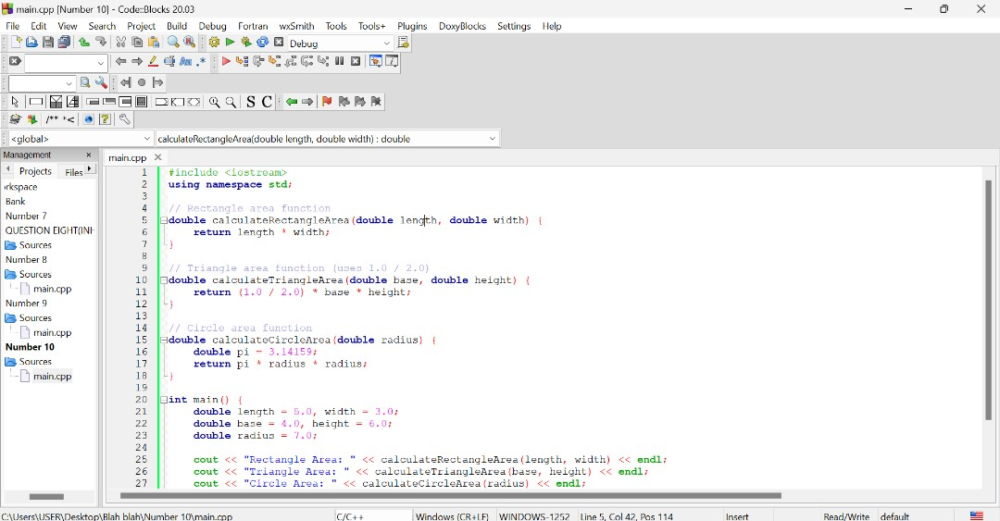 main.cpp [Number 10] - Code::Blocks 20.03
File Edit View Search Project Build Debug Fortran wxSmith Tools Tools+ Plugins DoxyBlocks Settings Help
Debug
S C
/** *<
<global> calculateRectangleArea(double length, double width) : double
Management
main.cpp
Projects Files
rkspace
Bank
Number 7
QUESTION EIGHT(INH
Sources
Number 8
Sources
main.cpp
Number 9
Sources
main.cpp
Number 10
Sources
main.cpp
1 #include <iostream>
2 using namespace std;
3
4 // Rectangle area function
5 double calculateRectangleArea(double length, double width) {
6 return length * width;
7 }
8
9 // Triangle area function (uses 1.0 / 2.0)
10 double calculateTriangleArea(double base, double height) {
11 return (1.0 / 2.0) * base * height;
12 }
13
14 // Circle area function
15 double calculateCircleArea(double radius) {
16 double pi = 3.14159;
17 return pi * radius * radius;
18 }
19
20 int main() {
21 double length = 5.0, width = 3.0;
22 double base = 4.0, height = 6.0;
23 double radius = 7.0;
24
25 cout << "Rectangle Area: " << calculateRectangleArea(length, width) << endl;
26 cout << "Triangle Area: " << calculateTriangleArea(base, height) << endl;
27 cout << "Circle Area: " << calculateCircleArea(radius) << endl;
C:\Users\USER\Desktop\Blah blah\Number 10\main.cpp C/C++ Windows (CR+LF) WINDOWS-1252 Line 5, Col 42, Pos 114 Insert Read/Write default